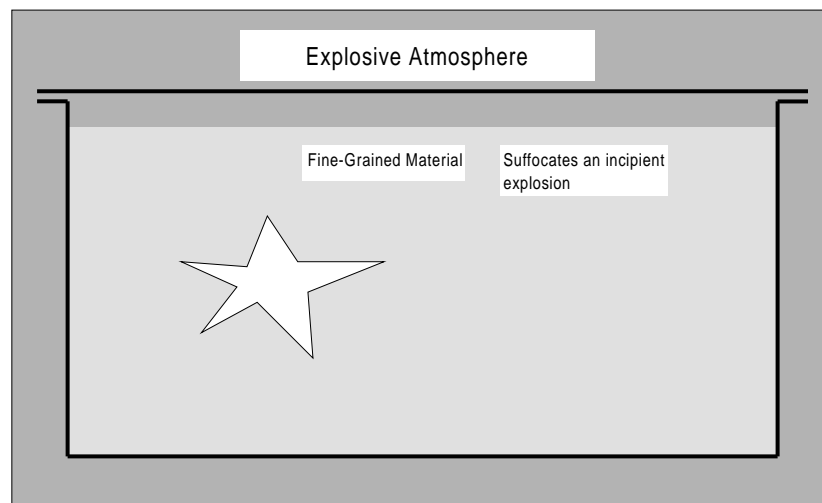 Explosive Atmosphere
Fine-Grained Material
Suffocates an incipient
explosion